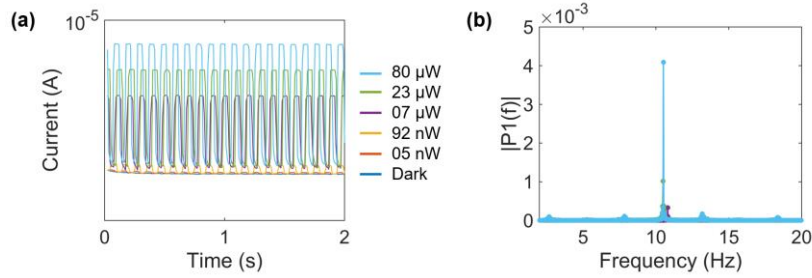 (a)
10⁻⁵
Current (A)
0
1
2
Time (s)
80 µW
23 µW
07 µW
92 nW
05 nW
Dark
(b)
×10⁻³
5
4
3
2
1
0
|P1(f)|
5
10
15
20
Frequency (Hz)